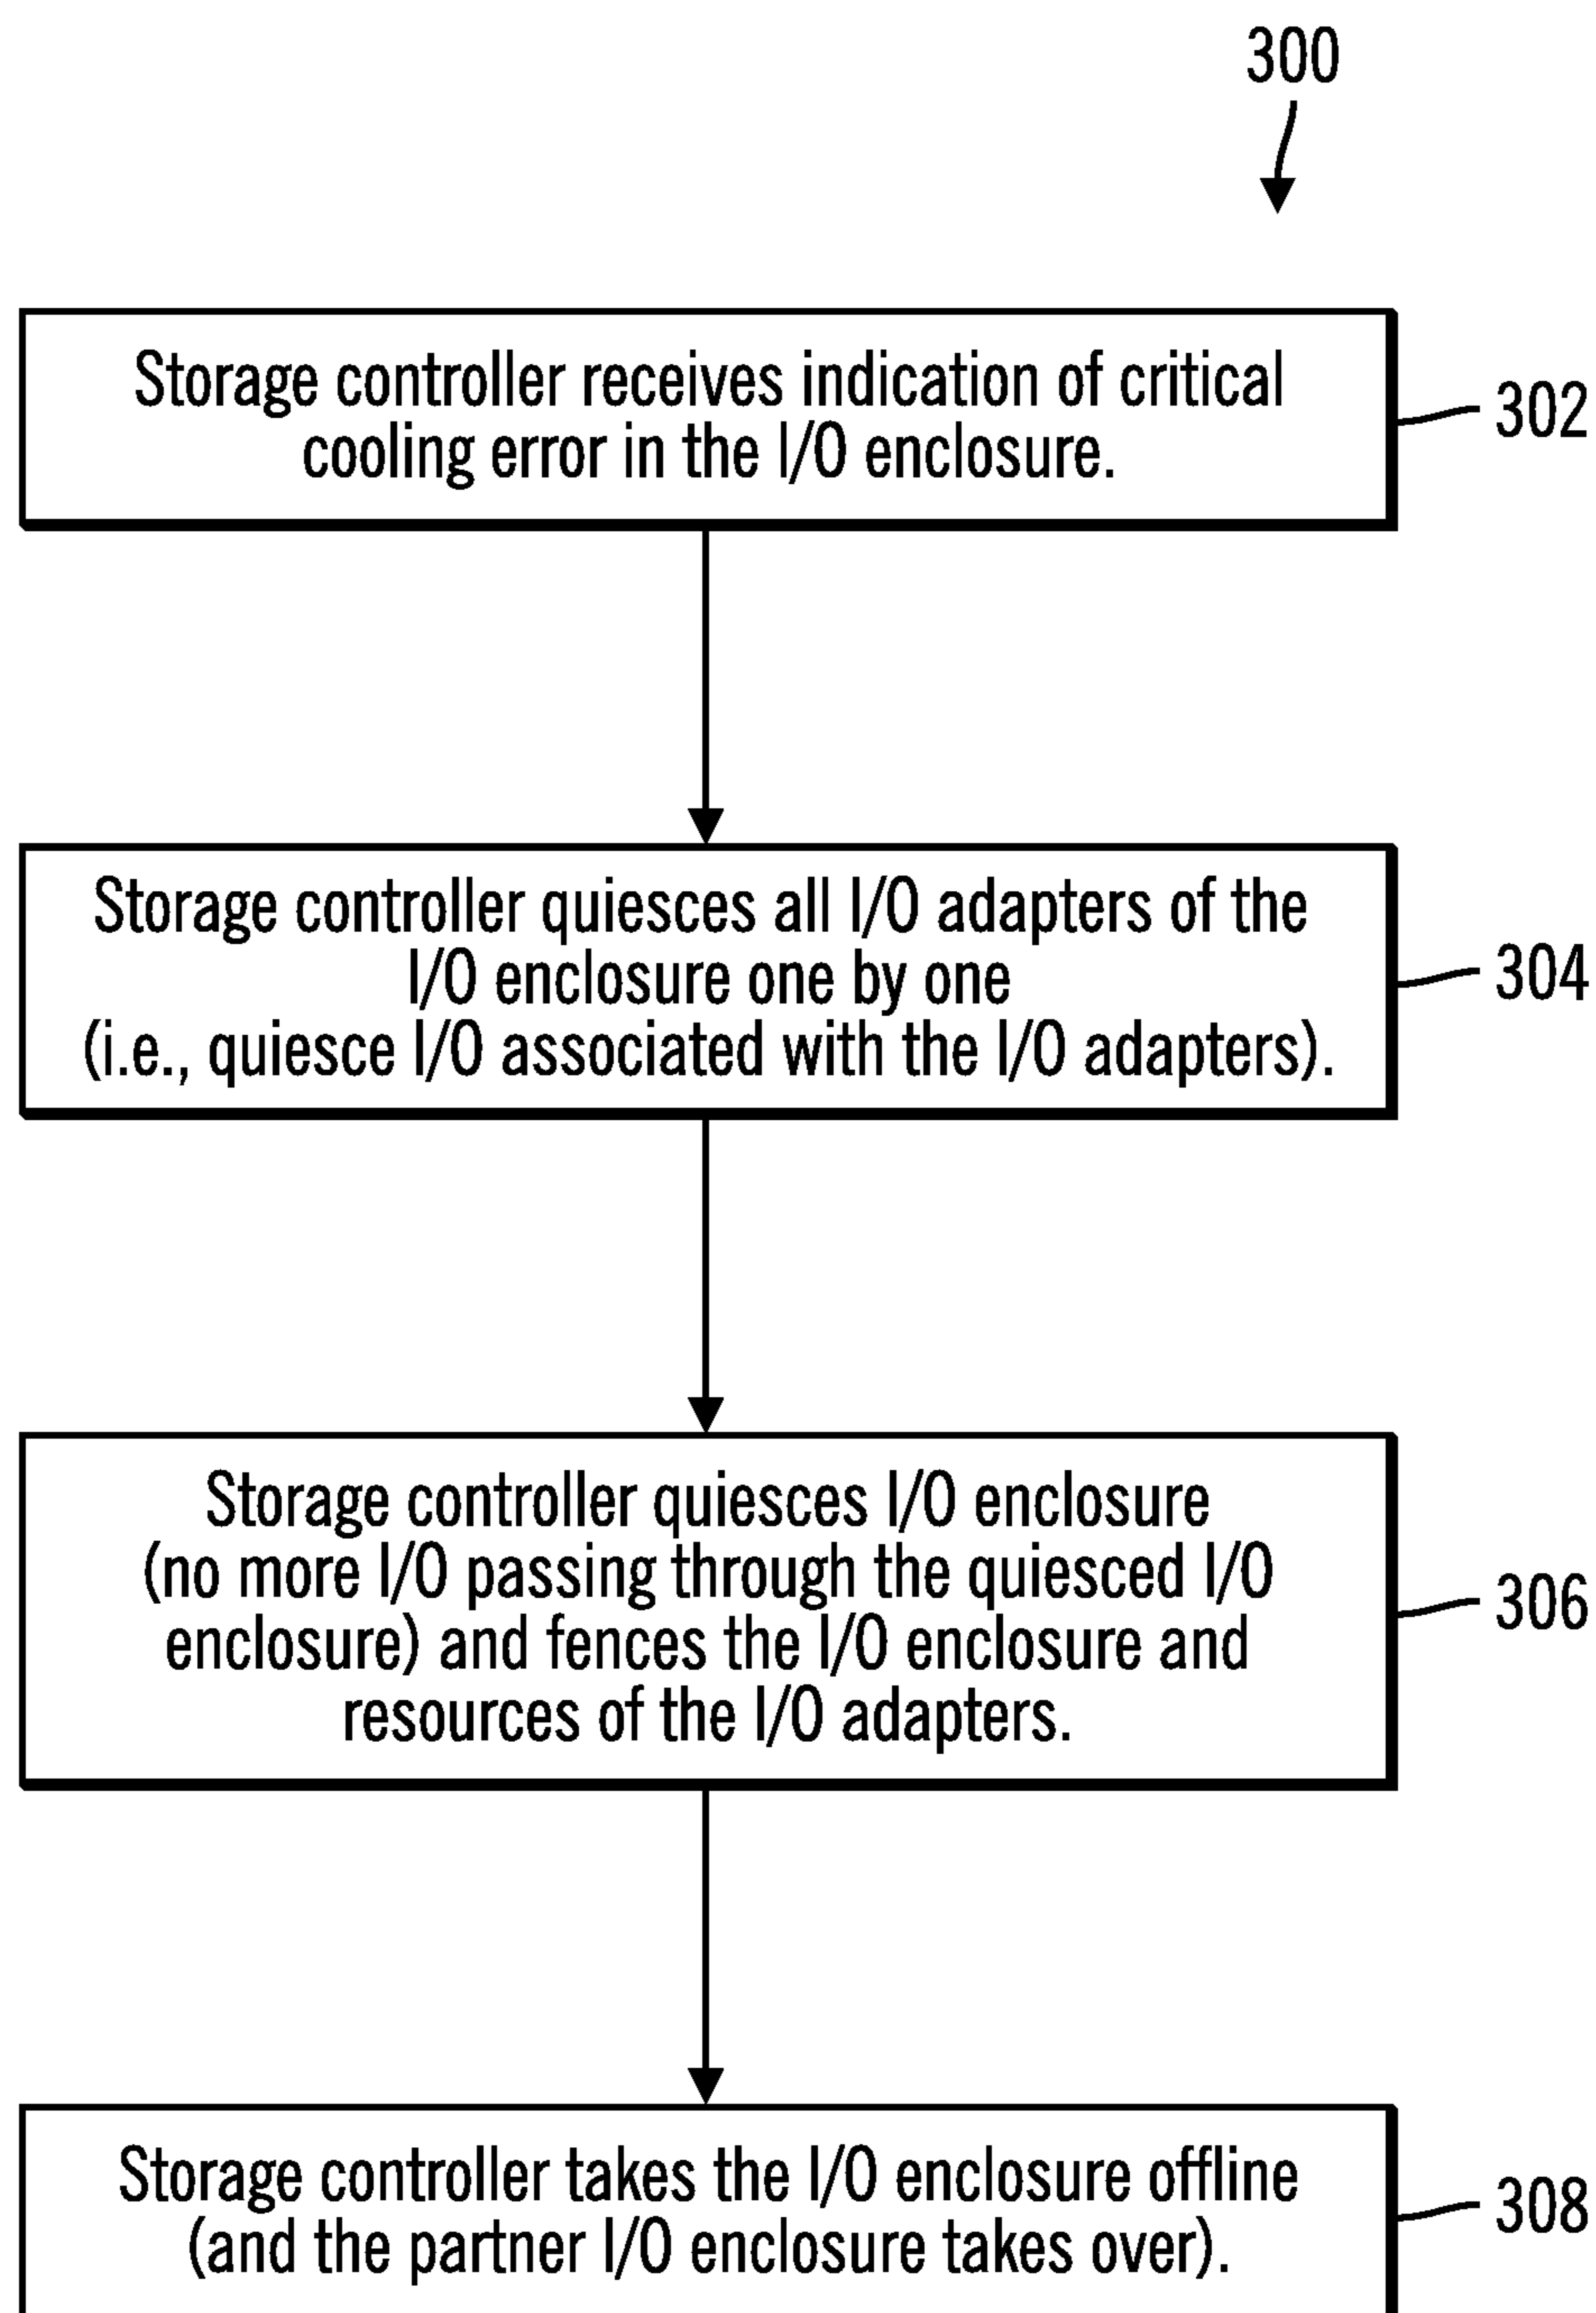 300
Storage controller receives indication of critical
cooling error in the I/O enclosure.
302
Storage controller quiesces all I/O adapters of the
I/O enclosure one by one
(i.e., quiesce I/O associated with the I/O adapters).
304
Storage controller quiesces I/O enclosure
(no more I/O passing through the quiesced I/O
enclosure) and fences the I/O enclosure and
resources of the I/O adapters.
306
Storage controller takes the I/O enclosure offline
(and the partner I/O enclosure takes over).
308